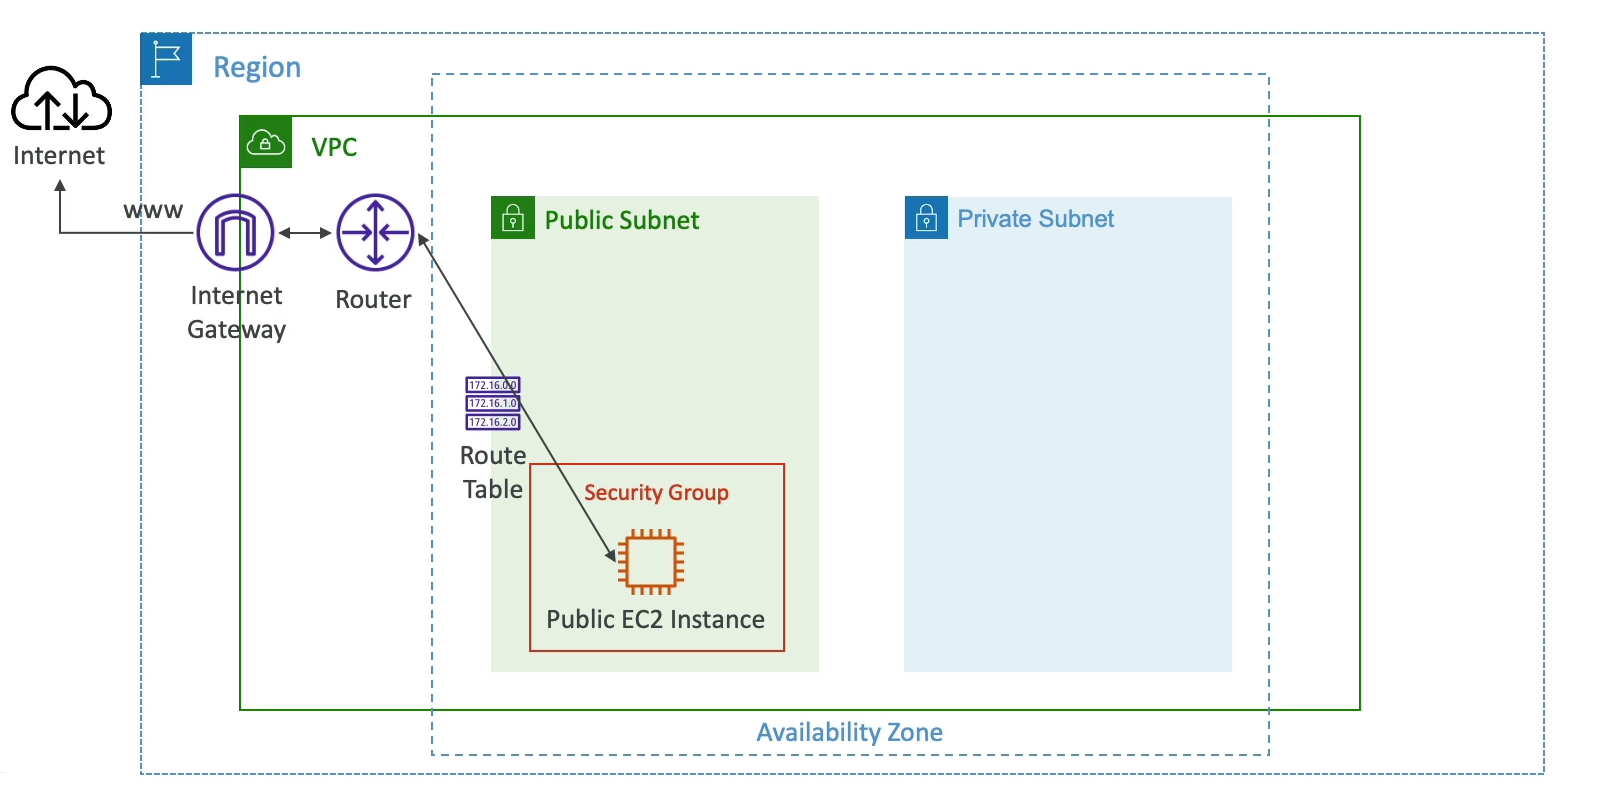 Region
Internet
VPC
www
Internet
Gateway
Router
Public Subnet
Private Subnet
172.16.0.0
172.16.1.0
172.16.2.0
Route
Table
Security Group
Public EC2 Instance
Availability Zone